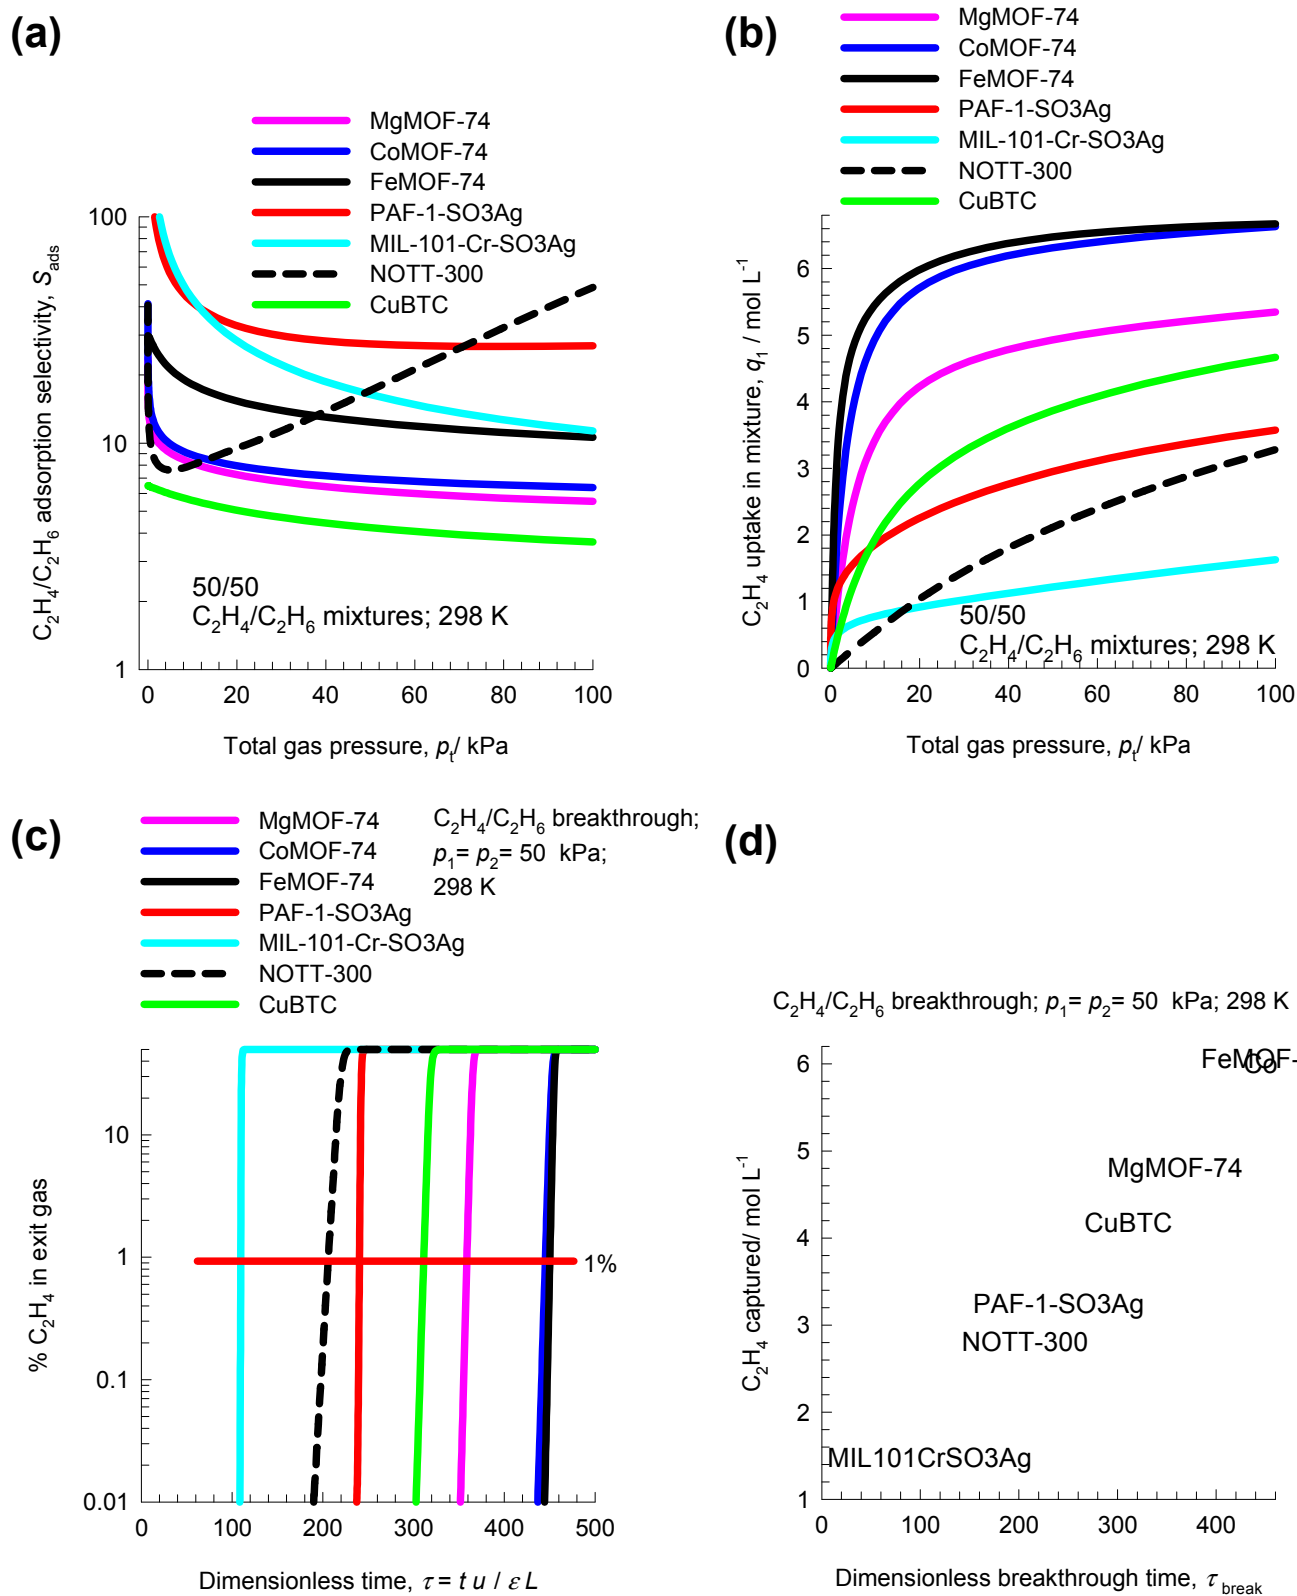 (a)
MgMOF-74
CoMOF-74
FeMOF-74
PAF-1-SO3Ag
MIL-101-Cr-SO3Ag
NOTT-300
CuBTC
C2H4/C2H6 adsorption selectivity, Sads
100
10
1
50/50
C2H4/C2H6 mixtures; 298 K
0 20 40 60 80 100
Total gas pressure, pt/ kPa
(b)
MgMOF-74
CoMOF-74
FeMOF-74
PAF-1-SO3Ag
MIL-101-Cr-SO3Ag
NOTT-300
CuBTC
C2H4 uptake in mixture, q1 / mol L-1
6
5
4
3
2
1
0
50/50
C2H4/C2H6 mixtures; 298 K
0 20 40 60 80 100
Total gas pressure, pt/ kPa
(c)
MgMOF-74
CoMOF-74
FeMOF-74
PAF-1-SO3Ag
MIL-101-Cr-SO3Ag
NOTT-300
CuBTC
C2H4/C2H6 breakthrough;
p1= p2= 50 kPa;
298 K
% C2H4 in exit gas
10
1
0.1
0.01
1%
0 100 200 300 400 500
Dimensionless time, τ = t u / ε L
(d)
C2H4/C2H6 breakthrough; p1= p2= 50 kPa; 298 K
C2H4 captured/ mol L-1
6
5
4
3
2
1
FeMOF-
Co
MgMOF-74
CuBTC
PAF-1-SO3Ag
NOTT-300
MIL101CrSO3Ag
0 100 200 300 400
Dimensionless breakthrough time, τbreak